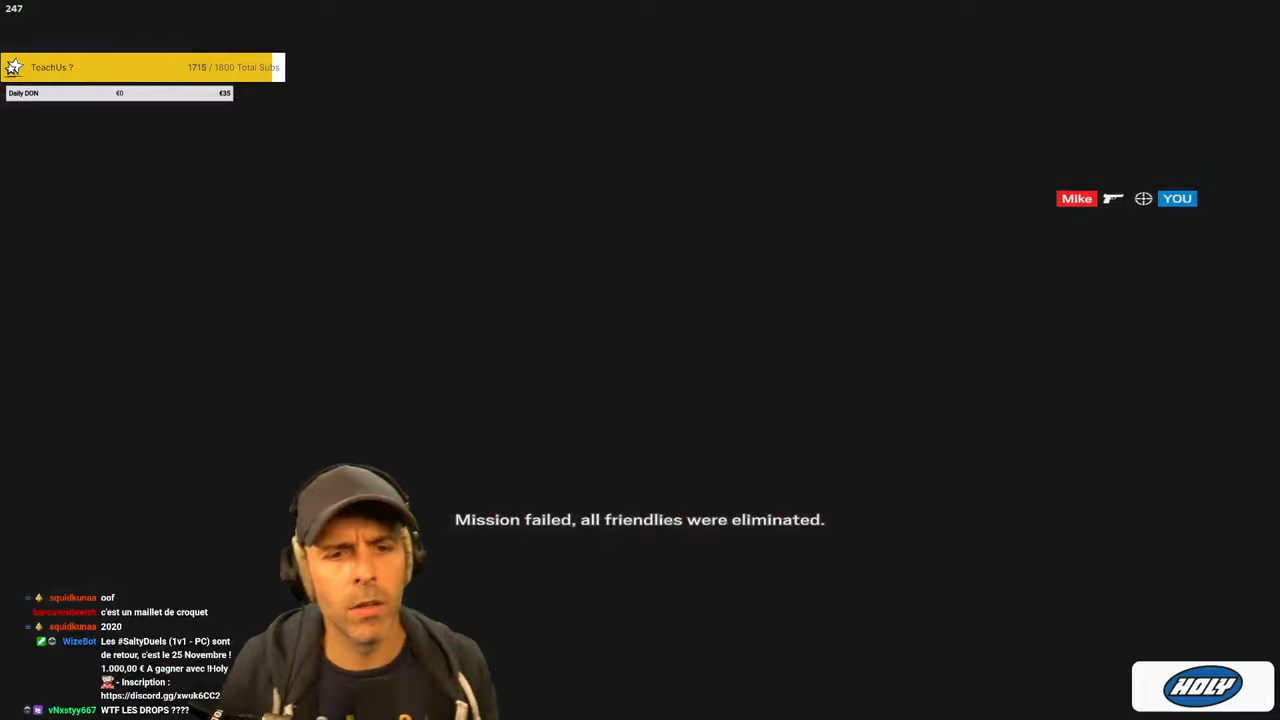 247
TeachUs ?
1715 / 1800 Total Subs
Daily DON €0 €35
Mike YOU
Mission failed, all friendlies were eliminated.
squidkunaa oof
c'est un maillet de croquet
squidkunaa 2020
WizeBot Les #SaltyDuels (1v1 - PC) sont
de retour, c'est le 25 Novembre !
1.000,00 € A gagner avec !Holy
- Inscription :
https://discord.gg/xwuk6CC2
vNxstyy667 WTF LES DROPS ????
HOLY